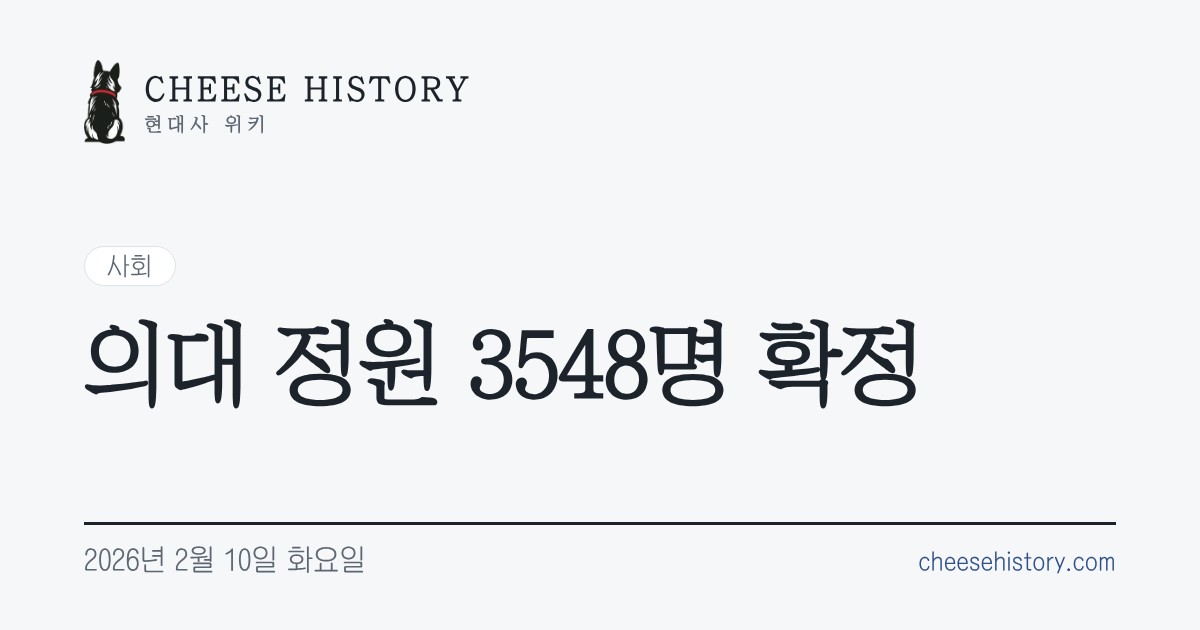 CHEESE HISTORY
현대사 위키
사회
의대 정원 3548명 확정
2026년 2월 10일 화요일
cheesehistory.com